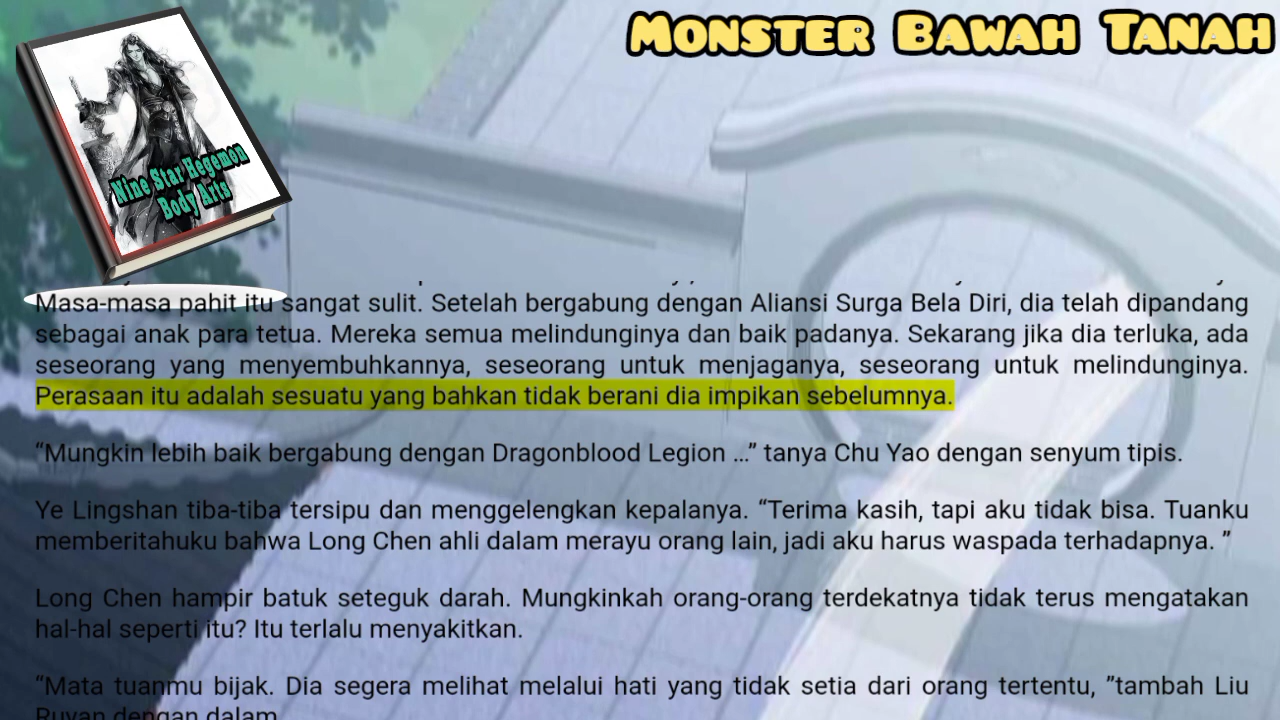 Monster Bawah Tanah
Nine Star Hegemon
Body Arts
Masa-masa pahit itu sangat sulit. Setelah bergabung dengan Aliansi Surga Bela Diri, dia telah dipandang
sebagai anak para tetua. Mereka semua melindunginya dan baik padanya. Sekarang jika dia terluka, ada
seseorang yang menyembuhkannya, seseorang untuk menjaganya, seseorang untuk melindunginya.
Perasaan itu adalah sesuatu yang bahkan tidak berani dia impikan sebelumnya.
“Mungkin lebih baik bergabung dengan Dragonblood Legion …” tanya Chu Yao dengan senyum tipis.
Ye Lingshan tiba-tiba tersipu dan menggelengkan kepalanya. “Terima kasih, tapi aku tidak bisa. Tuanku
memberitahuku bahwa Long Chen ahli dalam merayu orang lain, jadi aku harus waspada terhadapnya. ”
Long Chen hampir batuk seteguk darah. Mungkinkah orang-orang terdekatnya tidak terus mengatakan
hal-hal seperti itu? Itu terlalu menyakitkan.
“Mata tuanmu bijak. Dia segera melihat melalui hati yang tidak setia dari orang tertentu, ”tambah Liu
Ruyan dengan dalam.